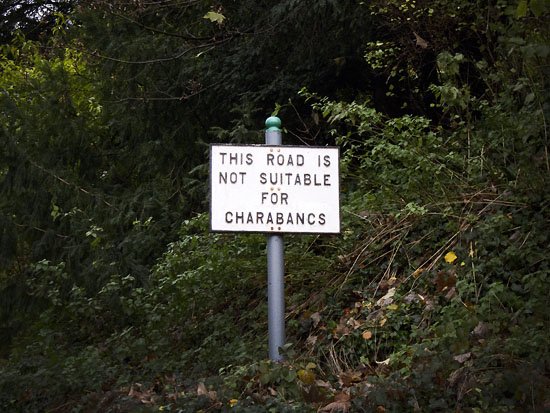 THIS ROAD IS
NOT SUITABLE
FOR
CHARABANCS